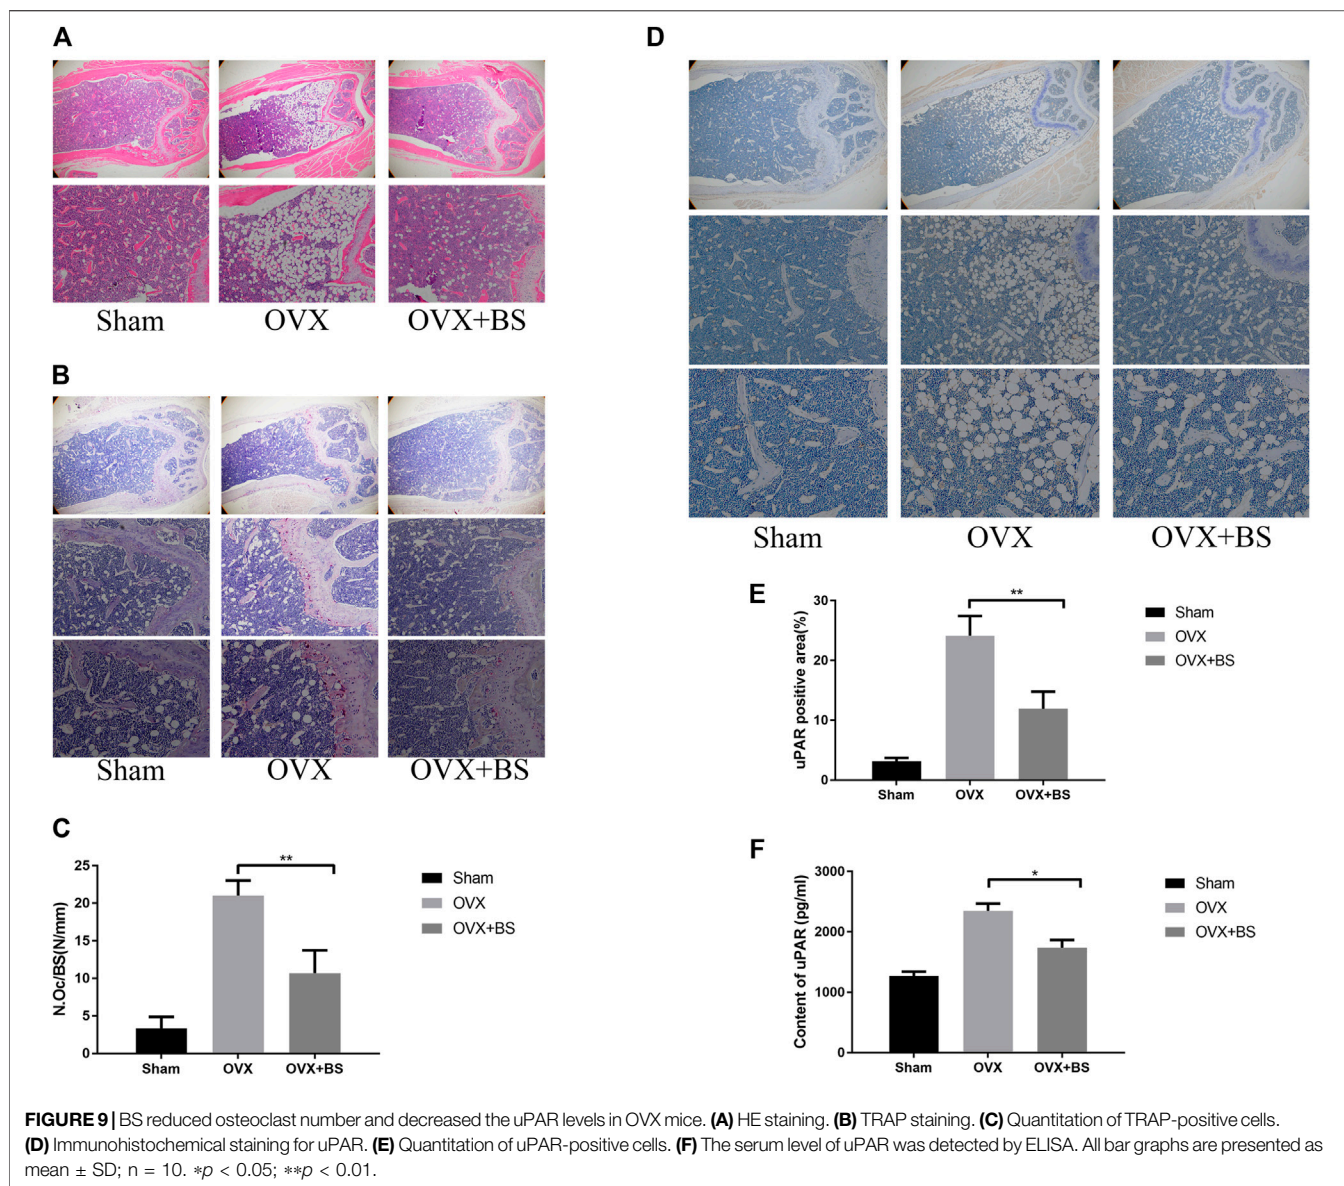 A
Sham OVX OVX+BS
B
Sham OVX OVX+BS
C
N.Oc/BS(N/mm)
25
20
15
10
5
0
**
Sham OVX OVX+BS
Sham
OVX
OVX+BS
D
Sham OVX OVX+BS
E
uPAR positive area(%)
30
20
10
0
**
Sham OVX OVX+BS
Sham
OVX
OVX+BS
F
Content of uPAR (pg/ml)
3000
2000
1000
0
*
Sham OVX OVX+BS
Sham
OVX
OVX+BS
FIGURE 9 | BS reduced osteoclast number and decreased the uPAR levels in OVX mice. (A) HE staining. (B) TRAP staining. (C) Quantitation of TRAP-positive cells.
(D) Immunohistochemical staining for uPAR. (E) Quantitation of uPAR-positive cells. (F) The serum level of uPAR was detected by ELISA. All bar graphs are presented as
mean ± SD; n = 10. *p < 0.05; **p < 0.01.